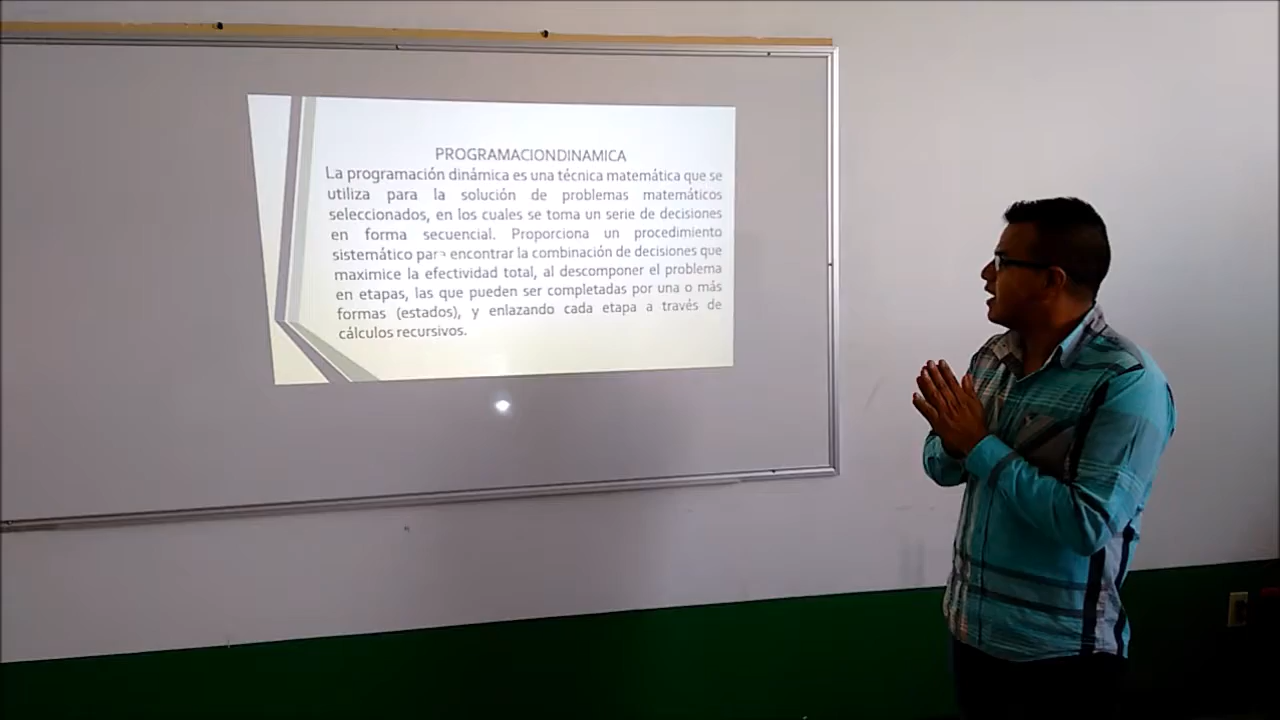 PROGRAMACIONDINAMICA
La programación dinámica es una técnica matemática que se
utiliza para la solución de problemas matemáticos
seleccionados, en los cuales se toma un serie de decisiones
en forma secuencial. Proporciona un procedimiento
sistemático para encontrar la combinación de decisiones que
maximice la efectividad total, al descomponer el problema
en etapas, las que pueden ser completadas por una o más
formas (estados), y enlazando cada etapa a través de
cálculos recursivos.